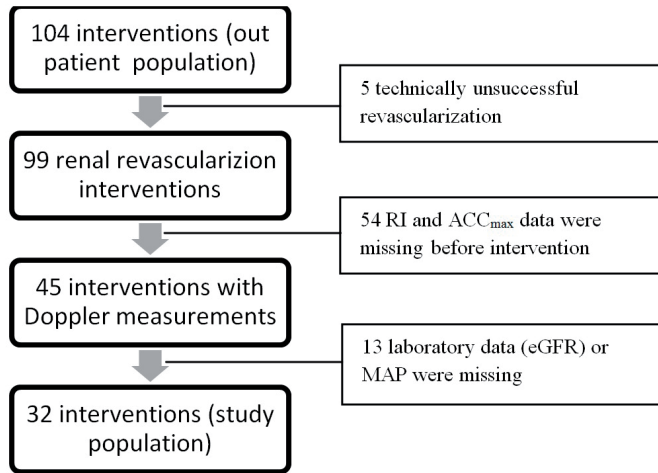 104 interventions (out
patient population)
5 technically unsuccessful
revascularization
99 renal revascularizion
interventions
54 RI and ACCmax data were
missing before intervention
45 interventions with
Doppler measurements
13 laboratory data (eGFR) or
MAP were missing
32 interventions (study
population)